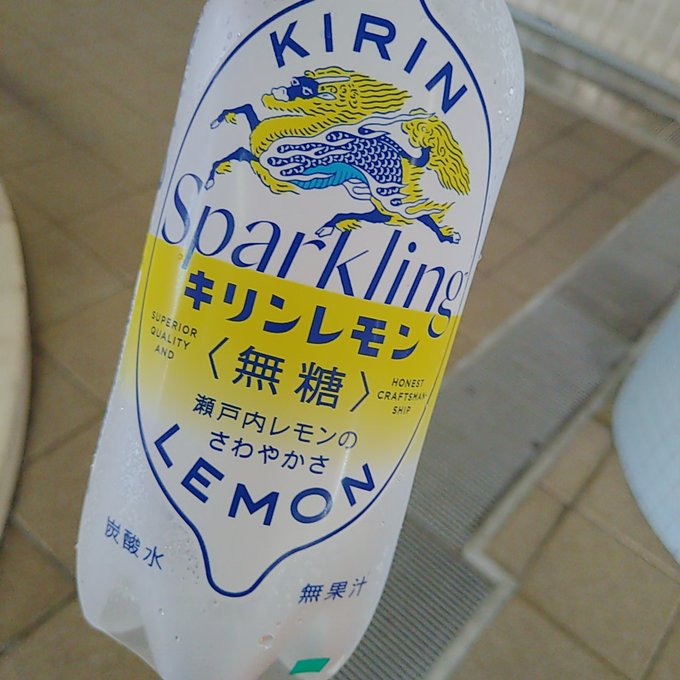 KIRIN
Sparkling
キリンレモン
SUPERIOR
QUALITY
AND
〈無糖〉
HONEST
CRAFTSMAN-
SHIP
瀬戸内レモンの
さわやかさ
LEMON
炭酸水
無果汁